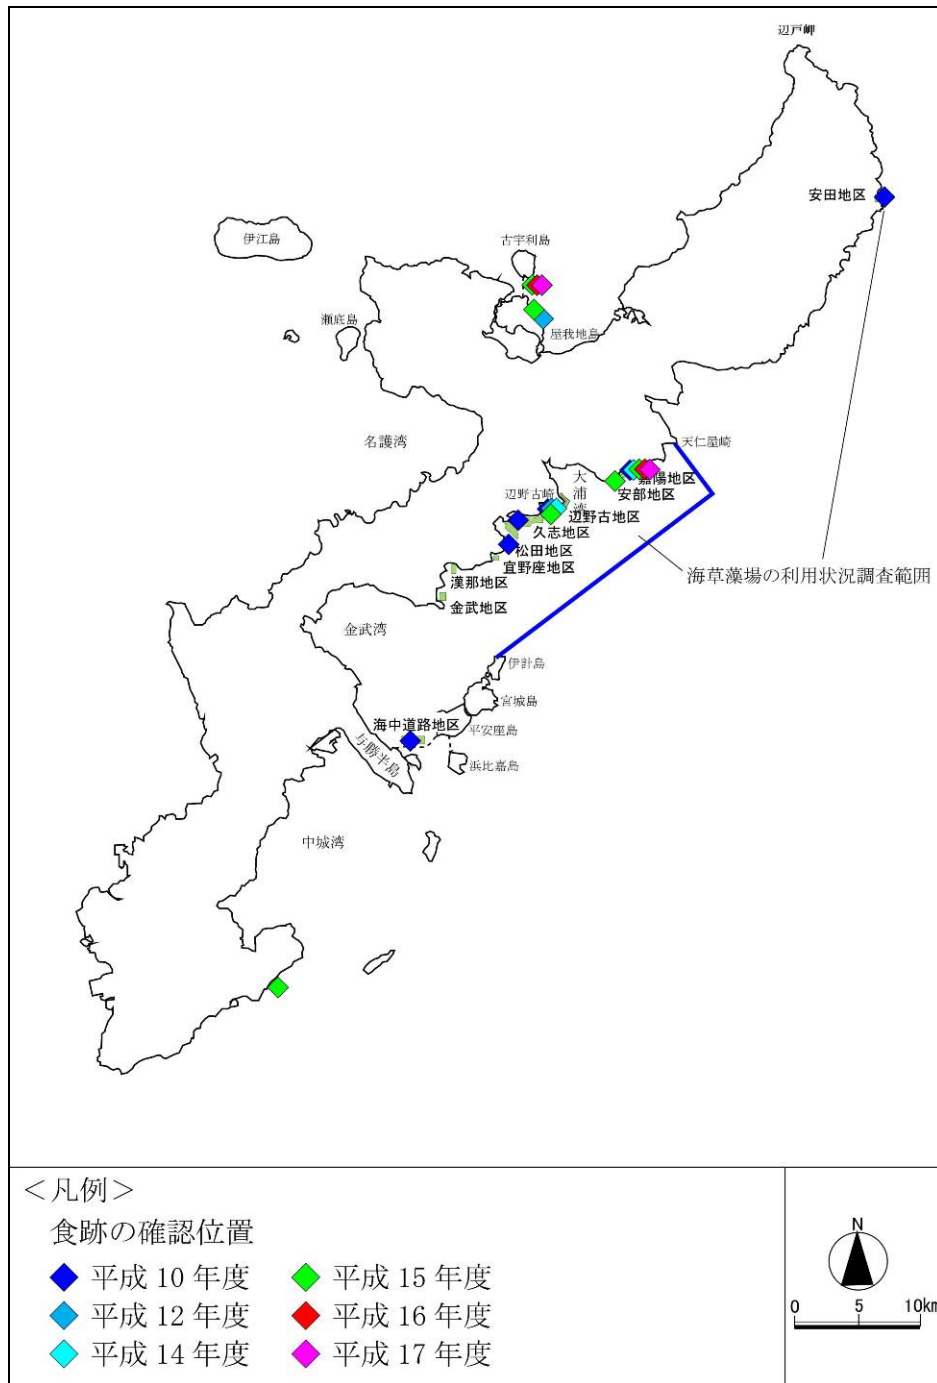 辺戸岬
安田地区
伊江島
古宇利島
瀬底島
屋我地島
名護湾
天仁屋崎
嘉陽地区
大浦湾
安部地区
辺野古崎
辺野古地区
久志地区
松田地区
宜野座地区
海草藻場の利用状況調査範囲
漢那地区
金武地区
金武湾
伊計島
宮城島
海中道路地区
平安座島
与勝半島
浜比嘉島
中城湾
＜凡例＞
食跡の確認位置
平成 10 年度
平成 15 年度
平成 12 年度
平成 16 年度
平成 14 年度
平成 17 年度
N
0 5 10km